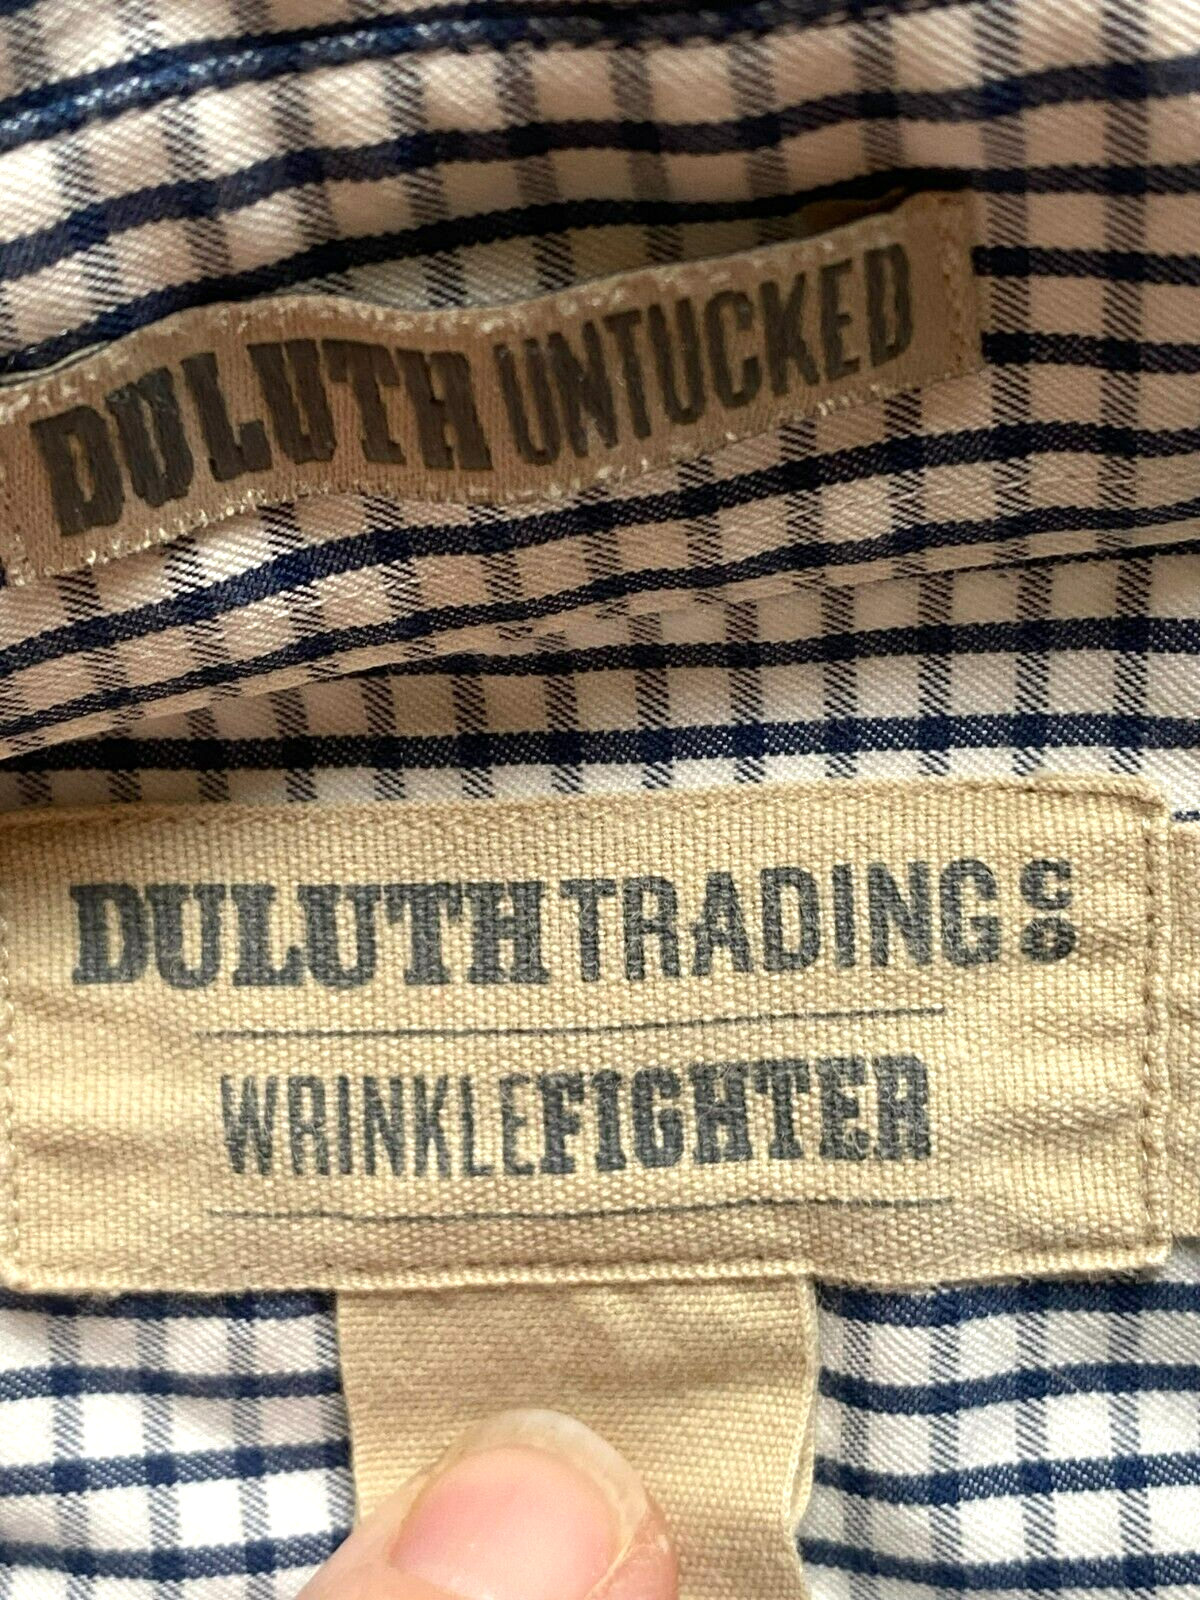 DULUTH UNTUCKED
DULUTH TRADING CO
WRINKLEFIGHTER